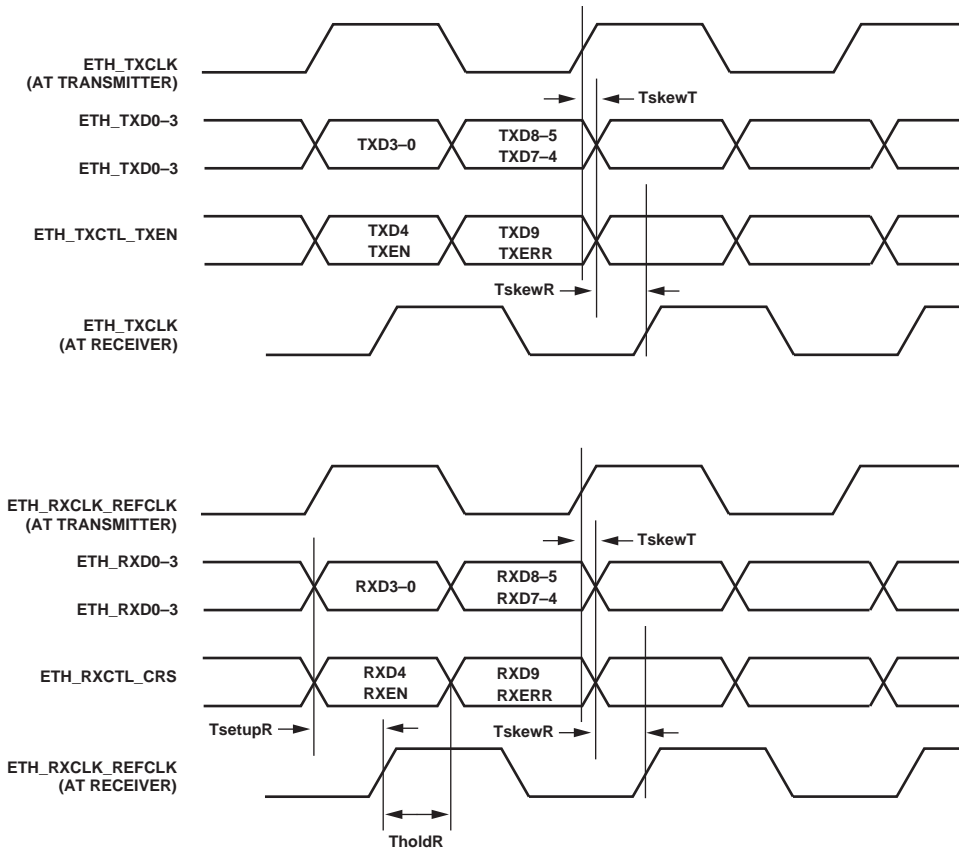 ETH_TXCLK
(AT TRANSMITTER)
TskewT
ETH_TXD0–3
TXD3–0
TXD8–5
TXD7–4
ETH_TXD0–3
ETH_TXCTL_TXEN
TXD4
TXEN
TXD9
TXERR
TskewR
ETH_TXCLK
(AT RECEIVER)
ETH_RXCLK_REFCLK
(AT TRANSMITTER)
TskewT
ETH_RXD0–3
RXD3–0
RXD8–5
RXD7–4
ETH_RXD0–3
ETH_RXCTL_CRS
RXD4
RXEN
RXD9
RXERR
TsetupR
TskewR
ETH_RXCLK_REFCLK
(AT RECEIVER)
TholdR